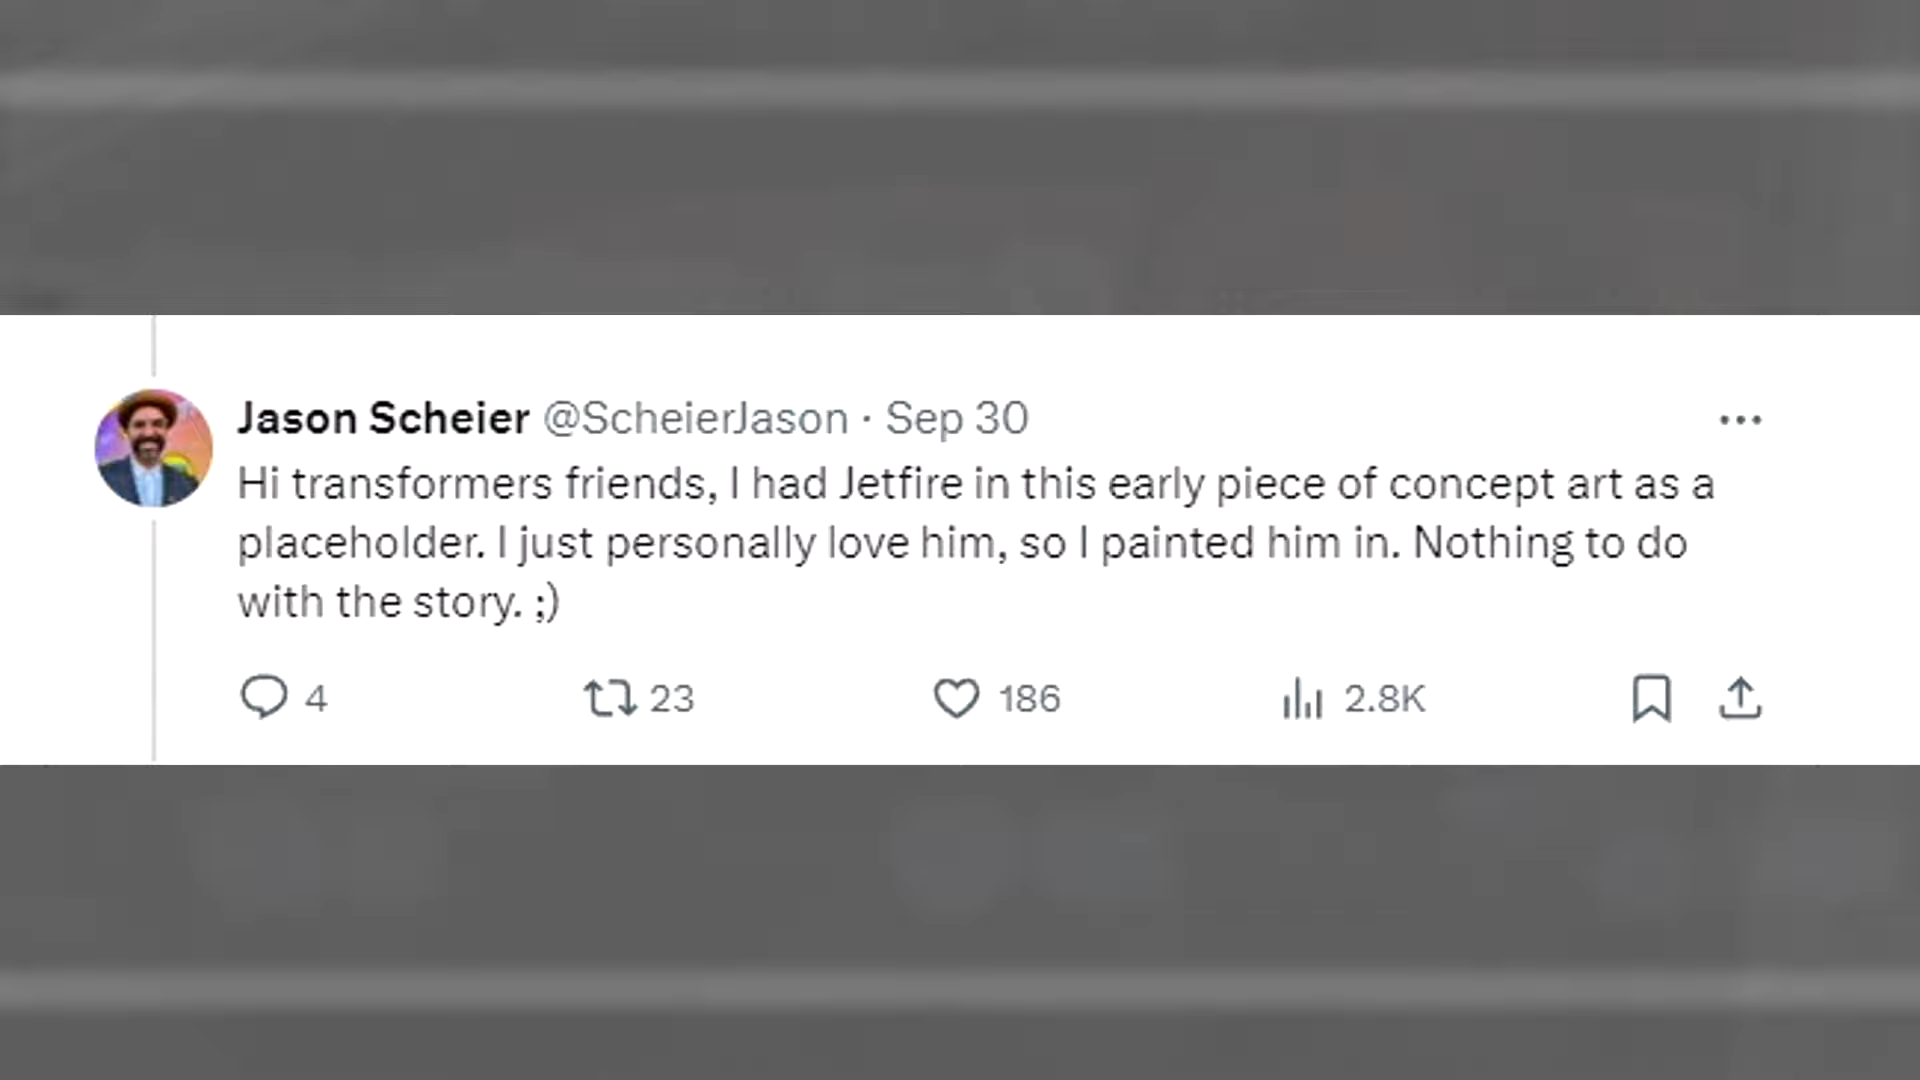 Jason Scheier @ScheierJason · Sep 30
Hi transformers friends, I had Jetfire in this early piece of concept art as a
placeholder. I just personally love him, so I painted him in. Nothing to do
with the story. ;)
4 23 186 2.8K